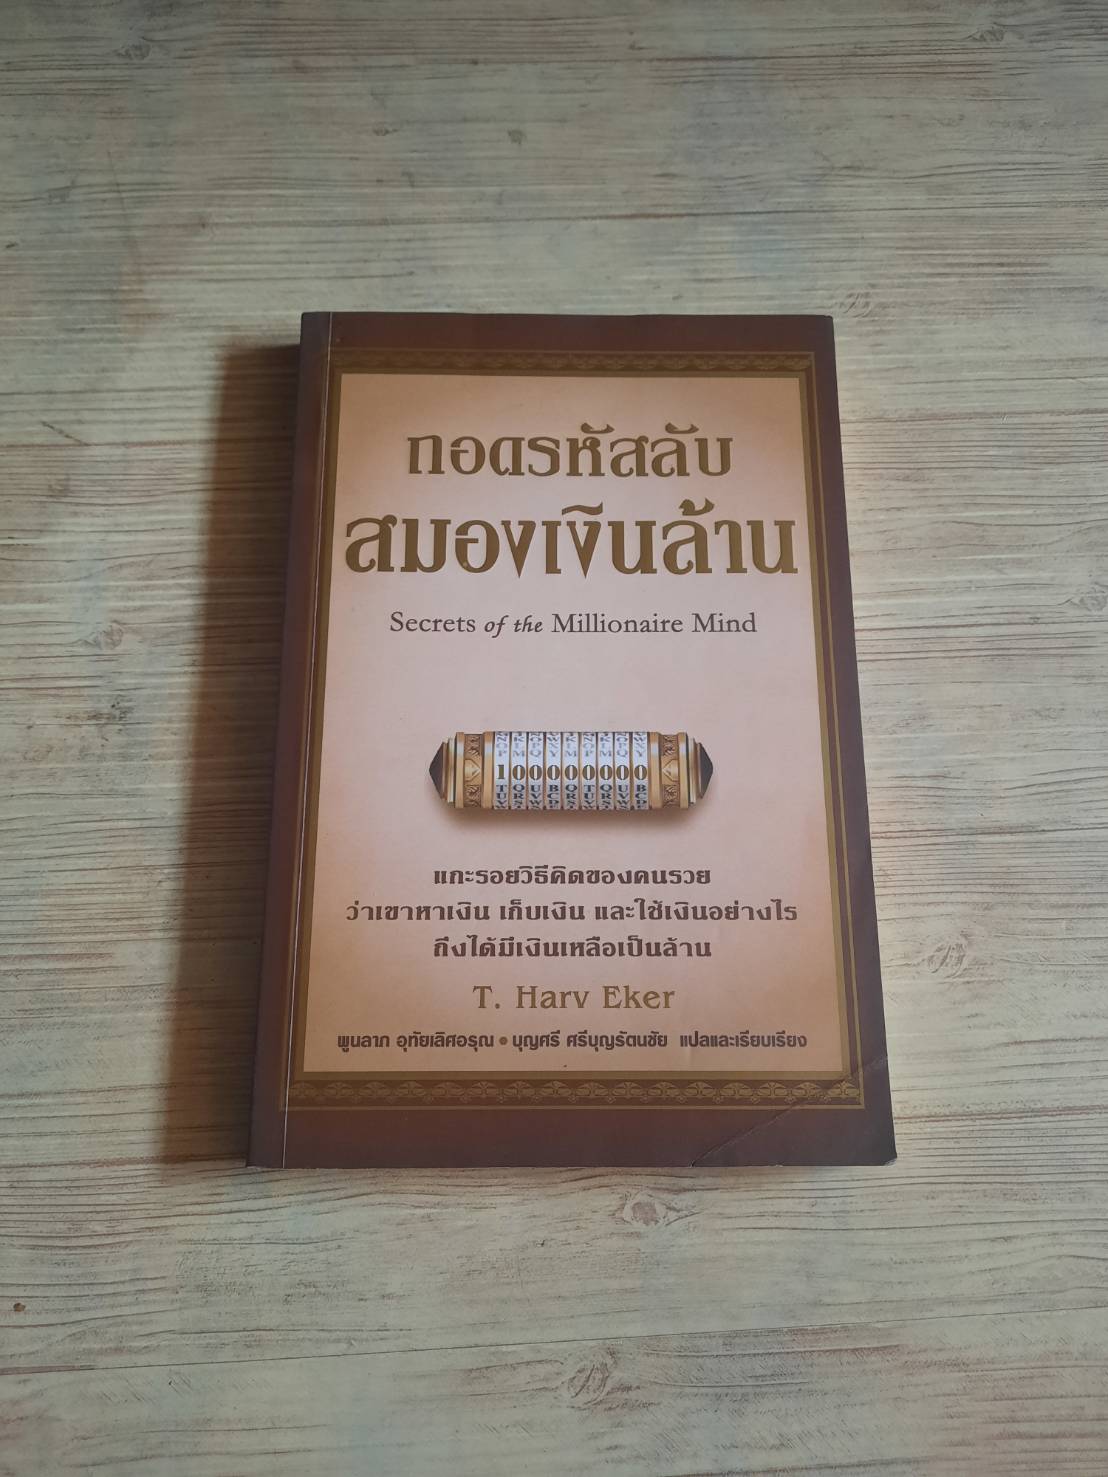 ถอดรหัสลับ
สมองเงินล้าน
Secrets of the Millionaire Mind
100000000
แกะรอยวิธีคิดของคนรวย
ว่าเขาหาเงิน เก็บเงิน และใช้เงินอย่างไร
ถึงได้มีเงินเหลือเป็นล้าน
T. Harv Eker
พูนลาภ อุทัยเลิศอรุณ • บุญศรี ศรีบุญรัตนชัย แปลและเรียบเรียง